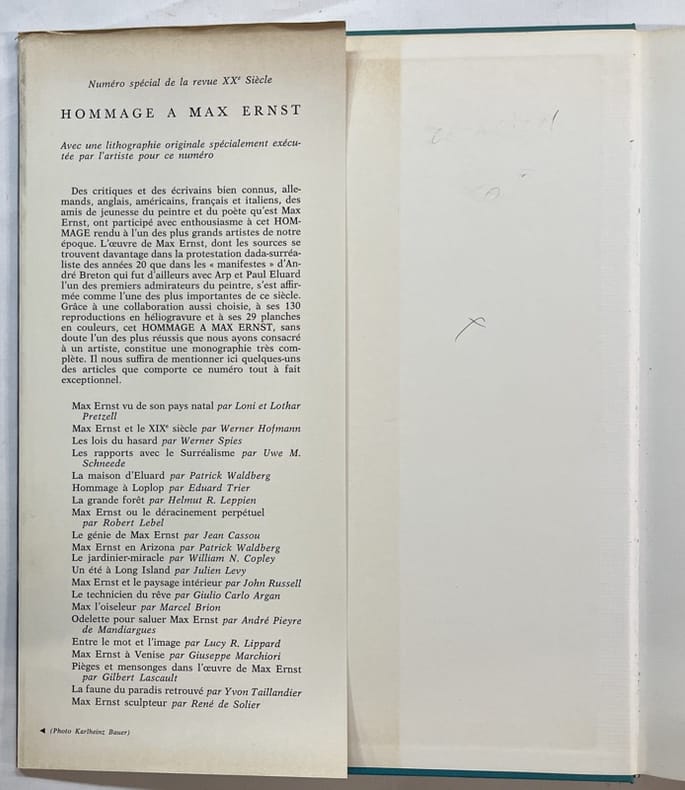 Numéro spécial de la revue XXe Siècle
HOMMAGE A MAX ERNST
Avec une lithographie originale spécialement exécu-
tée par l'artiste pour ce numéro
Des critiques et des écrivains bien connus, alle-
mands, anglais, américains, français et italiens, des
amis de jeunesse du peintre et du poète qu'est Max
Ernst, ont participé avec enthousiasme à cet HOM-
MAGE rendu à l'un des plus grands artistes de notre
époque. L'œuvre de Max Ernst, dont les sources se
trouvent davantage dans la protestation dada-surréa-
liste des années 20 que dans les « manifestes » d'An-
dré Breton qui fut d'ailleurs avec Arp et Paul Eluard
l'un des premiers admirateurs du peintre, s'est affir-
mée comme l'une des plus importantes de ce siècle.
Grâce à une collaboration aussi choisie, à ses 130
reproductions en héliogravure et à ses 29 planches
en couleurs, cet HOMMAGE A MAX ERNST, sans
doute l'un des plus réussis que nous ayons consacré
à un artiste, constitue une monographie très com-
plète. Il nous suffira de mentionner ici quelques-uns
des articles que comporte ce numéro tout à fait
exceptionnel.
Max Ernst vu de son pays natal par Loni et Lothar
Pretzell
Max Ernst et le XIXe siècle par Werner Hofmann
Les lois du hasard par Werner Spies
Les rapports avec le Surréalisme par Uwe M.
Schneede
La maison d'Eluard par Patrick Waldberg
Hommage à Loplop par Eduard Trier
La grande forêt par Helmut R. Leppien
Max Ernst ou le déracinement perpétuel
par Robert Lebel
Le génie de Max Ernst par Jean Cassou
Max Ernst en Arizona par Patrick Waldberg
Le jardinier-miracle par William N. Copley
Un été à Long Island par Julien Levy
Max Ernst et le paysage intérieur par John Russell
Le technicien du rêve par Giulio Carlo Argan
Max l'oiseleur par Marcel Brion
Odelette pour saluer Max Ernst par André Pieyre
de Mandiargues
Entre le mot et l'image par Lucy R. Lippard
Max Ernst à Venise par Giuseppe Marchiori
Pièges et mensonges dans l'œuvre de Max Ernst
par Gilbert Lascault
La faune du paradis retrouvé par Yvon Taillandier
Max Ernst sculpteur par René de Solier
◄ (Photo Karlheinz Bauer)